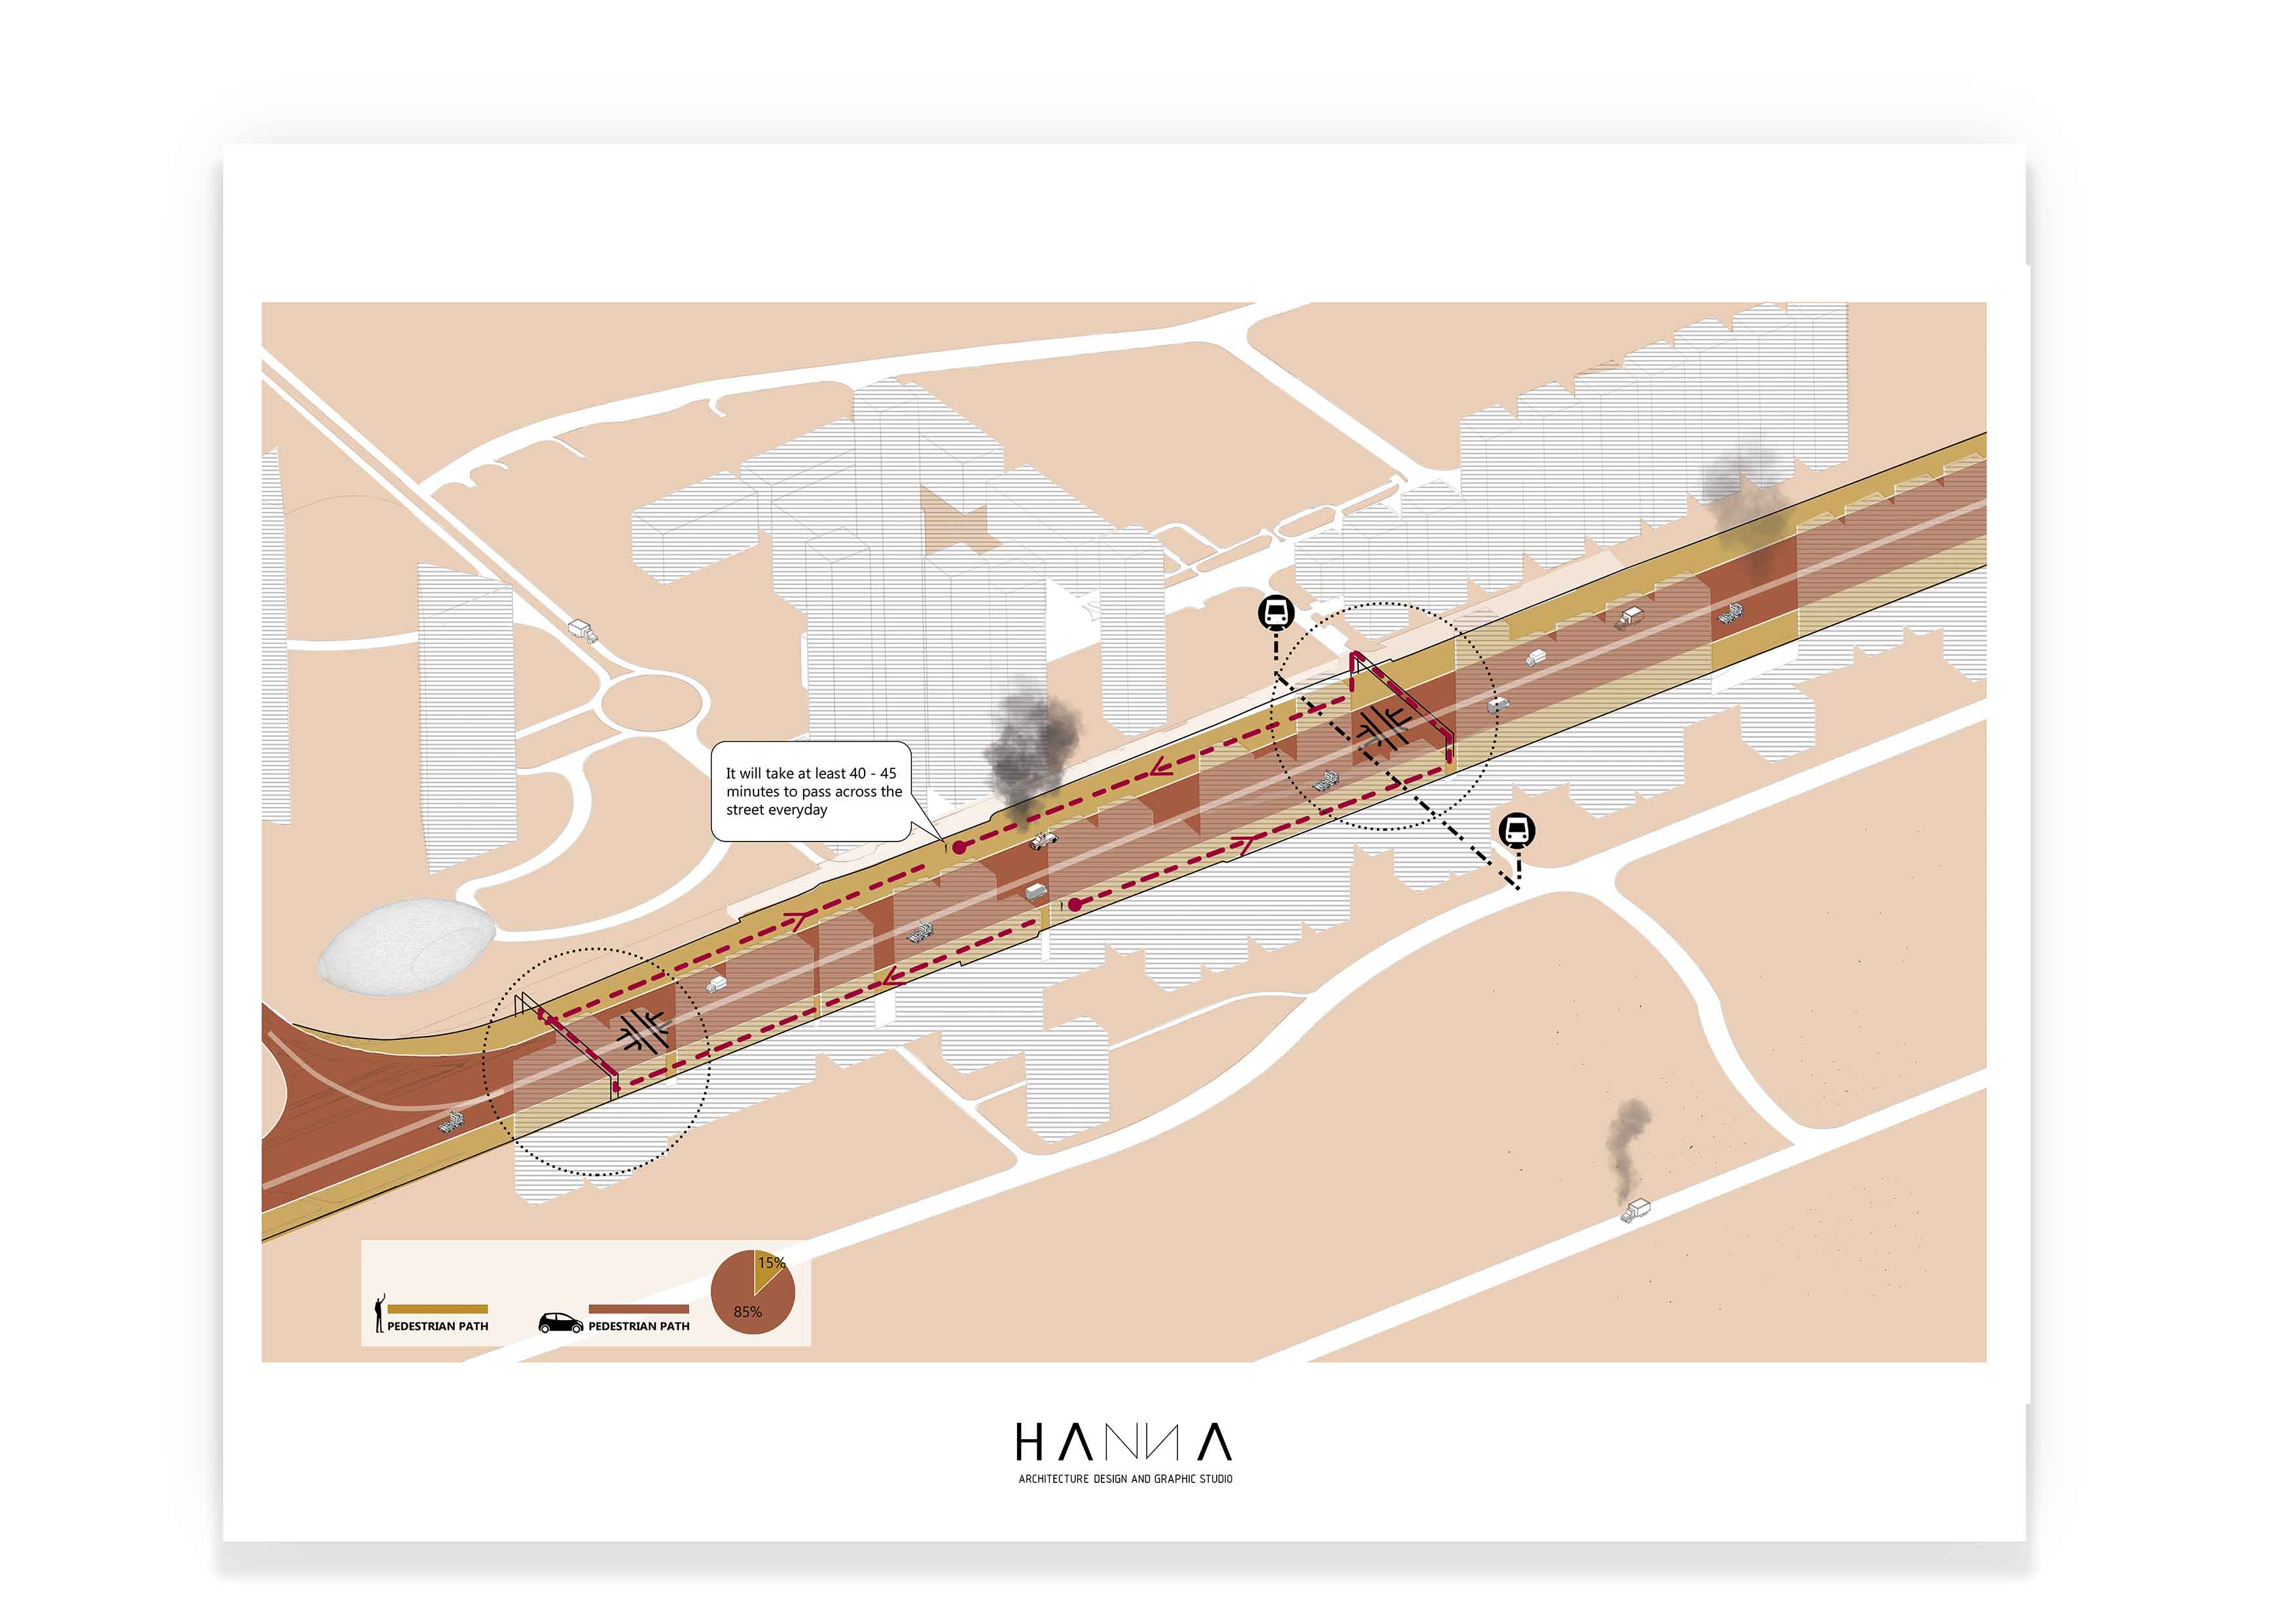 It will take at least 40 - 45
minutes to pass across the
street everyday
15%
85%
PEDESTRIAN PATH
PEDESTRIAN PATH
HANNA
ARCHITECTURE DESIGN AND GRAPHIC STUDIO